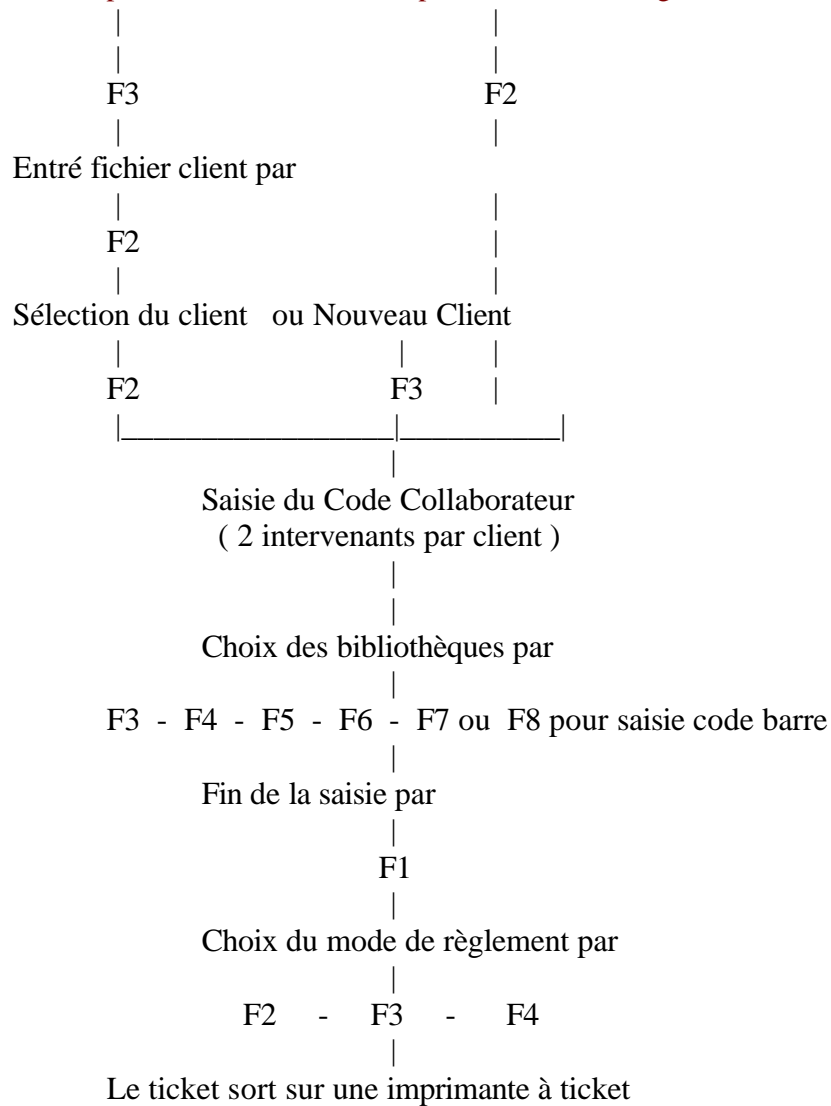 F3 F2
Entré fichier client par
F2
Sélection du client ou Nouveau Client
F2 F3
Saisie du Code Collaborateur
( 2 intervenants par client )
Choix des bibliothèques par
F3 - F4 - F5 - F6 - F7 ou F8 pour saisie code barre
Fin de la saisie par
F1
Choix du mode de règlement par
F2 - F3 - F4
Le ticket sort sur une imprimante à ticket